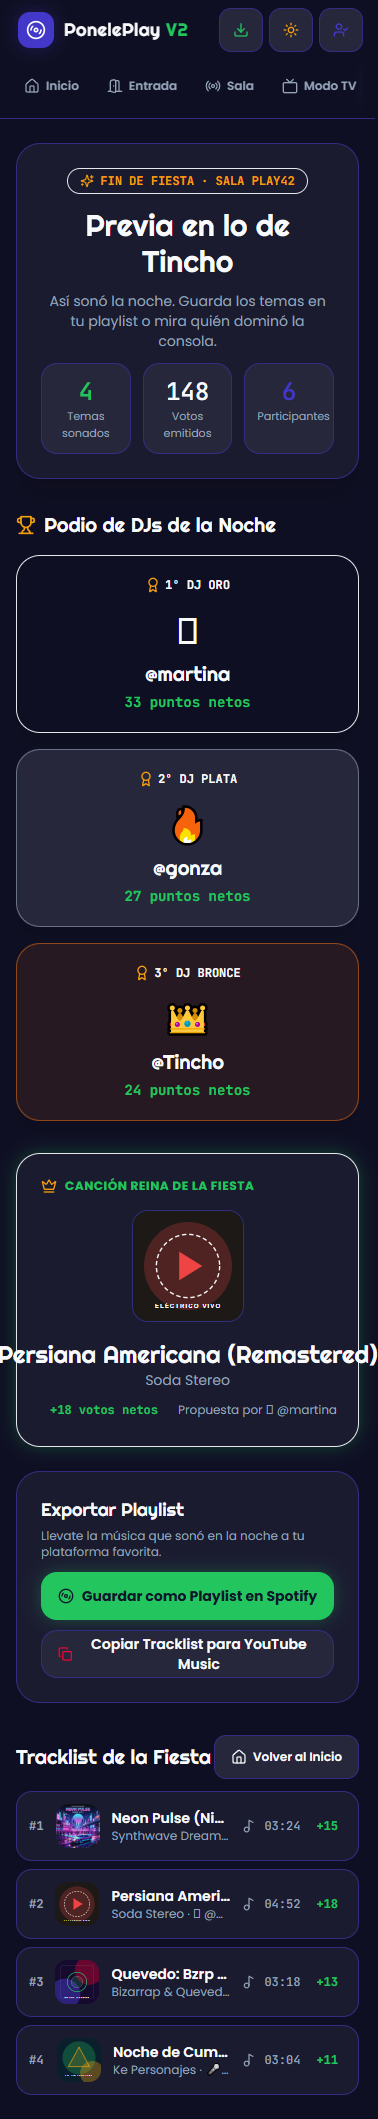 PonelePlay V2
Inicio
Entrada
Sala
Modo TV
FIN DE FIESTA · SALA PLAY42
Previa en lo de
Tincho
Así sonó la noche. Guarda los temas en
tu playlist o mira quién dominó la
consola.
4
Temas
sonados
148
Votos
emitidos
6
Participantes
Podio de DJs de la Noche
1° DJ ORO
@martina
33 puntos netos
2° DJ PLATA
@gonza
27 puntos netos
3° DJ BRONCE
@Tincho
24 puntos netos
CANCIÓN REINA DE LA FIESTA
ELÉCTRICO VIVO
Persiana Americana (Remastered)
Soda Stereo
+18 votos netos
Propuesta por @martina
Exportar Playlist
Llevate la música que sonó en la noche a tu
plataforma favorita.
Guardar como Playlist en Spotify
Copiar Tracklist para YouTube
Music
Tracklist de la Fiesta
Volver al Inicio
#1
Neon Pulse (Ni...
Synthwave Dream...
03:24
+15
#2
Persiana Ameri...
Soda Stereo · @...
04:52
+18
#3
Quevedo: Bzrp ...
Bizarrap & Queved...
03:18
+13
#4
Noche de Cum...
Ke Personajes · 🎤...
03:04
+11